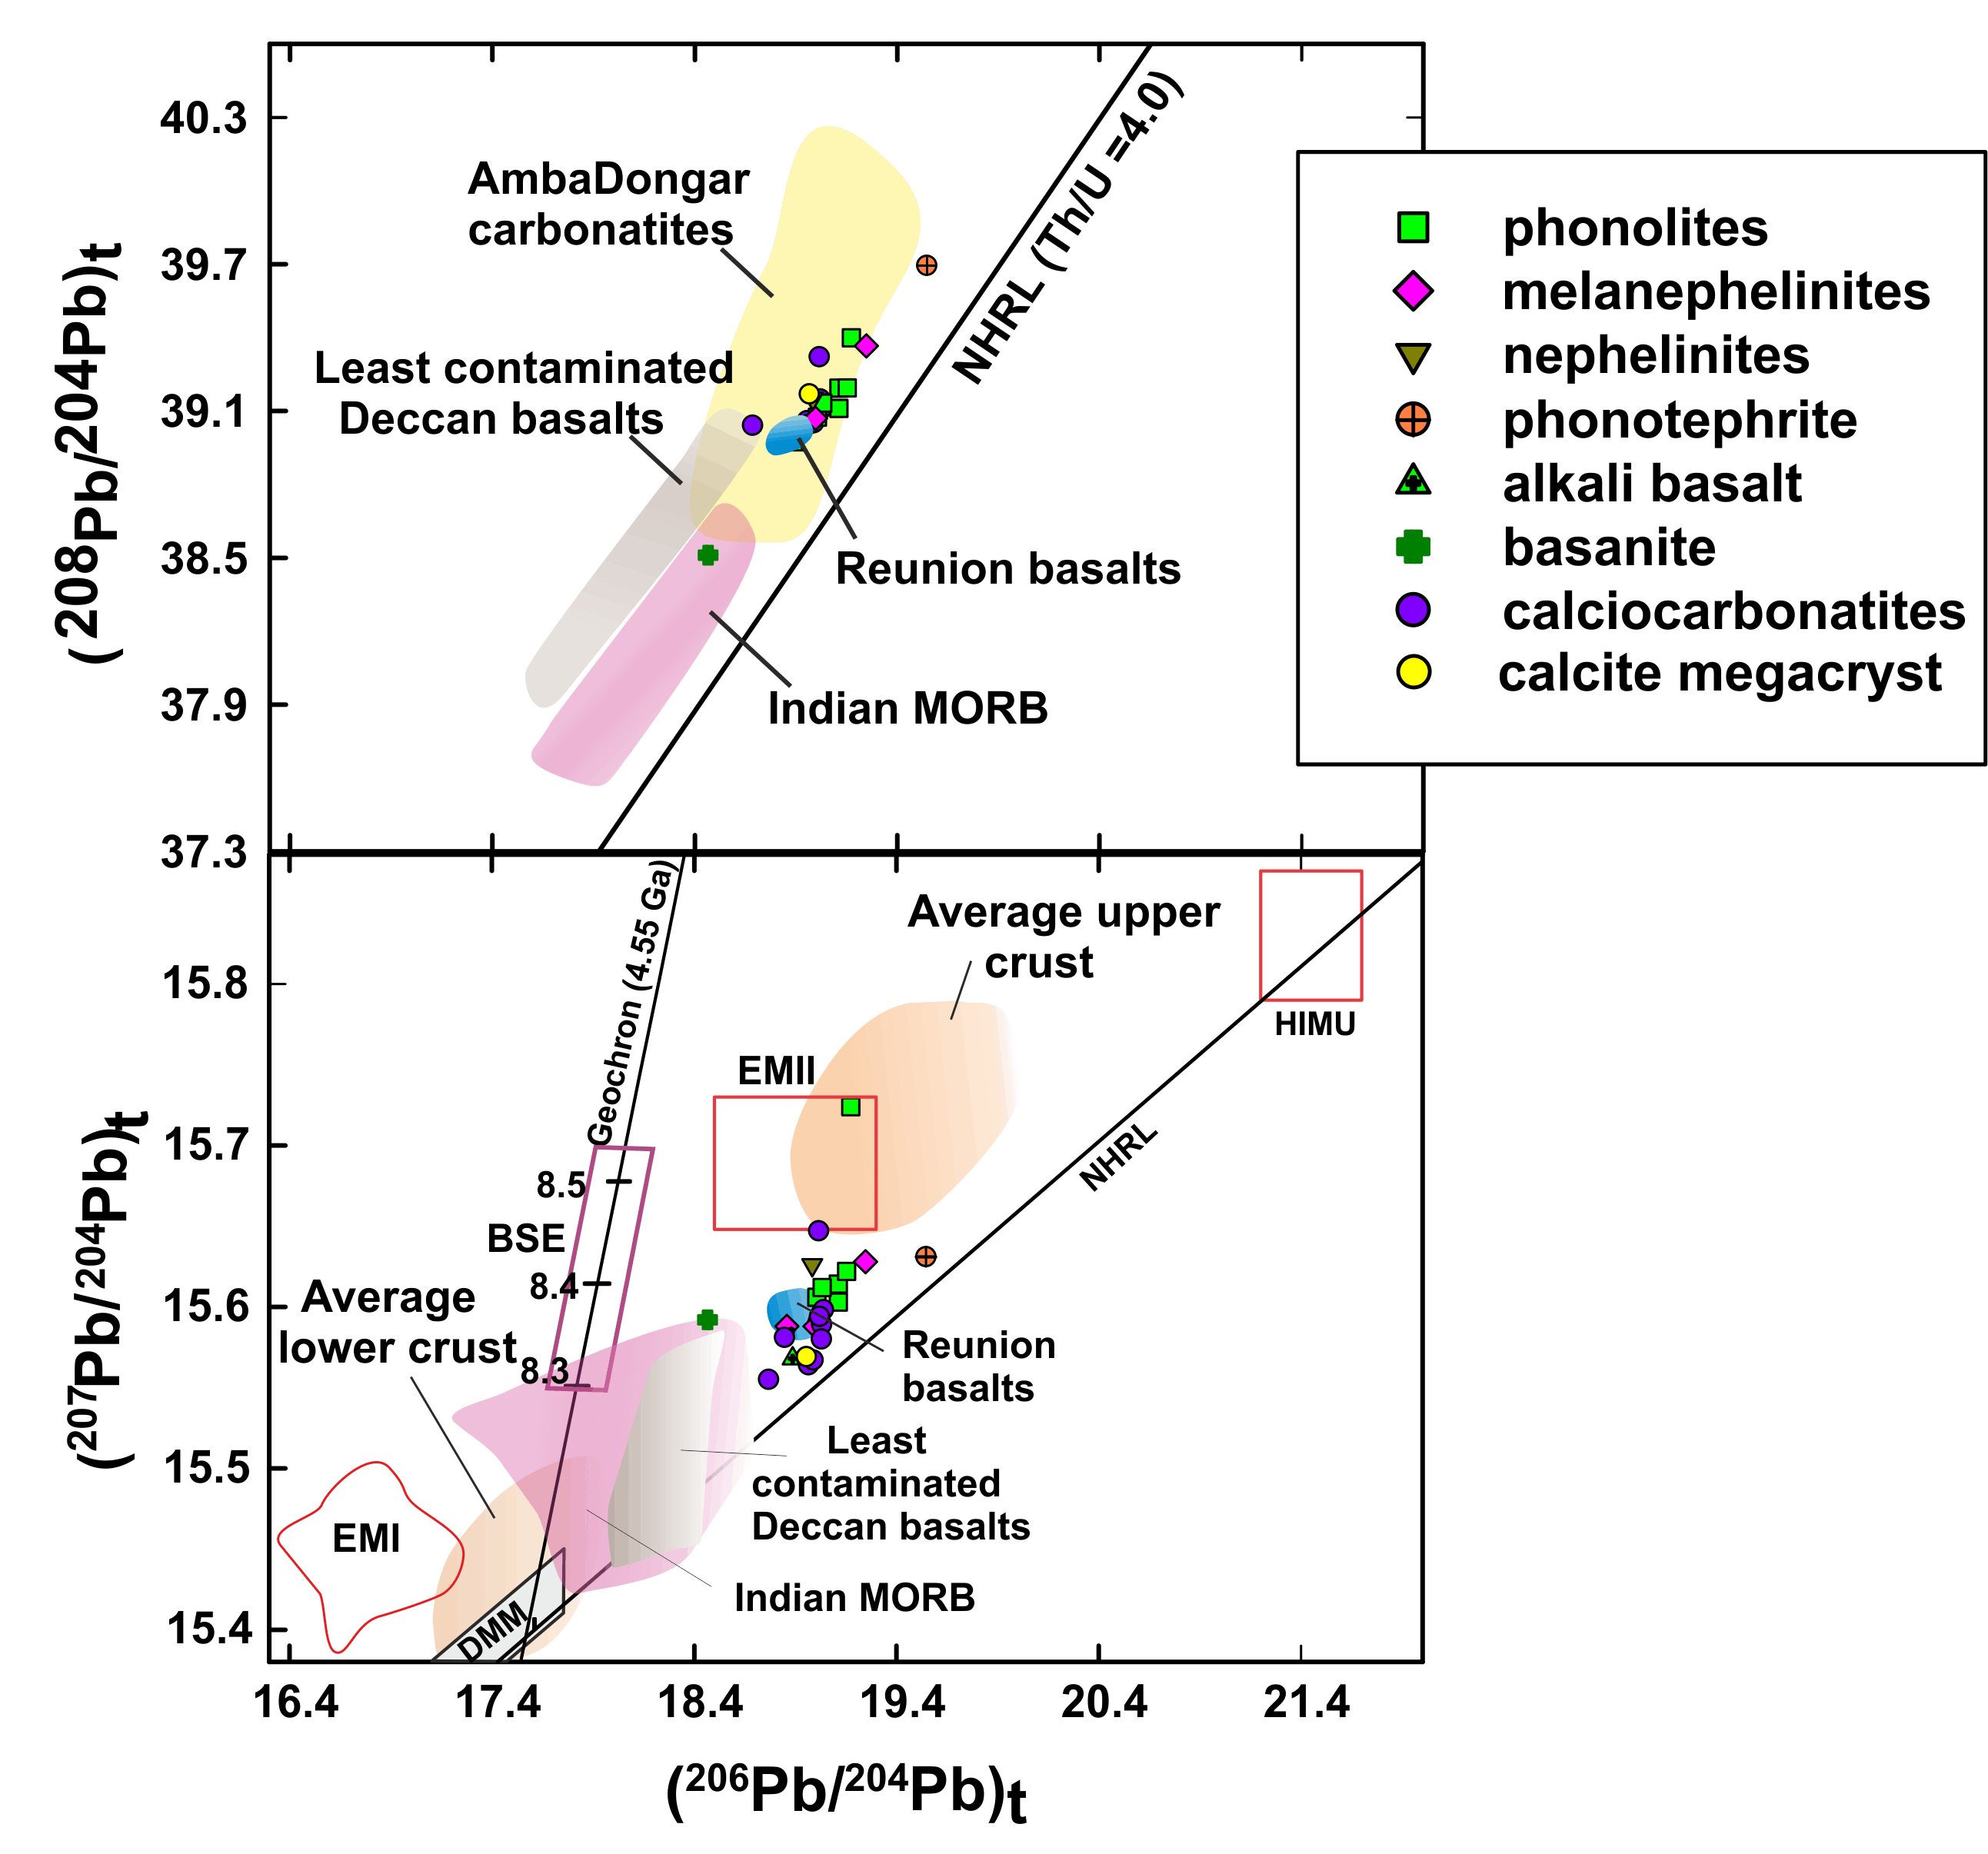 40.3
39.7
39.1
38.5
37.9
37.3
(208Pb/204Pb)t
AmbaDongar
carbonatites
Least contaminated
Deccan basalts
NHRL (Th/U =4.0)
Reunion basalts
Indian MORB
phonolites
melanephelinites
nephelinites
phonotephrite
alkali basalt
basanite
calciocarbonatites
calcite megacryst
15.8
15.7
15.6
15.5
15.4
(²⁰⁷Pb/²⁰⁴Pb)t
Geochron (4.55 Ga)
Average upper
crust
HIMU
EMII
NHRL
8.5
BSE
8.4
Average
lower crust
8.3
Reunion
basalts
Least
contaminated
Deccan basalts
EMI
Indian MORB
DMM
16.4
17.4
18.4
19.4
20.4
21.4
(²⁰⁶Pb/²⁰⁴Pb)t